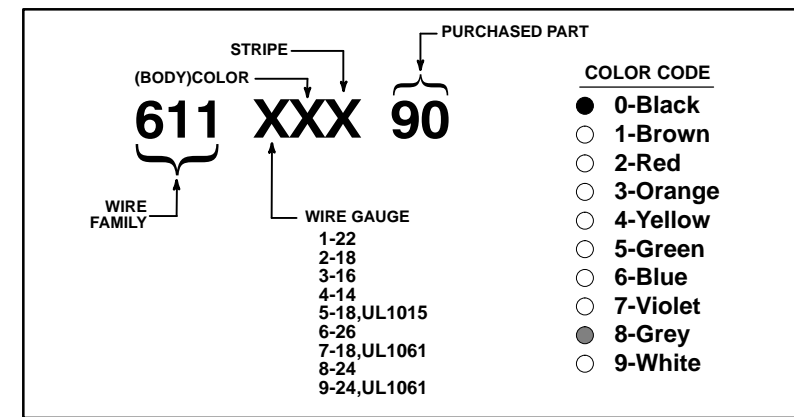 PURCHASED PART
STRIPE
(BODY)COLOR
611 XXX 90
WIRE
FAMILY
WIRE GAUGE
1-22
2-18
3-16
4-14
5-18,UL1015
6-26
7-18,UL1061
8-24
9-24,UL1061
COLOR CODE
0-Black
1-Brown
2-Red
3-Orange
4-Yellow
5-Green
6-Blue
7-Violet
8-Grey
9-White